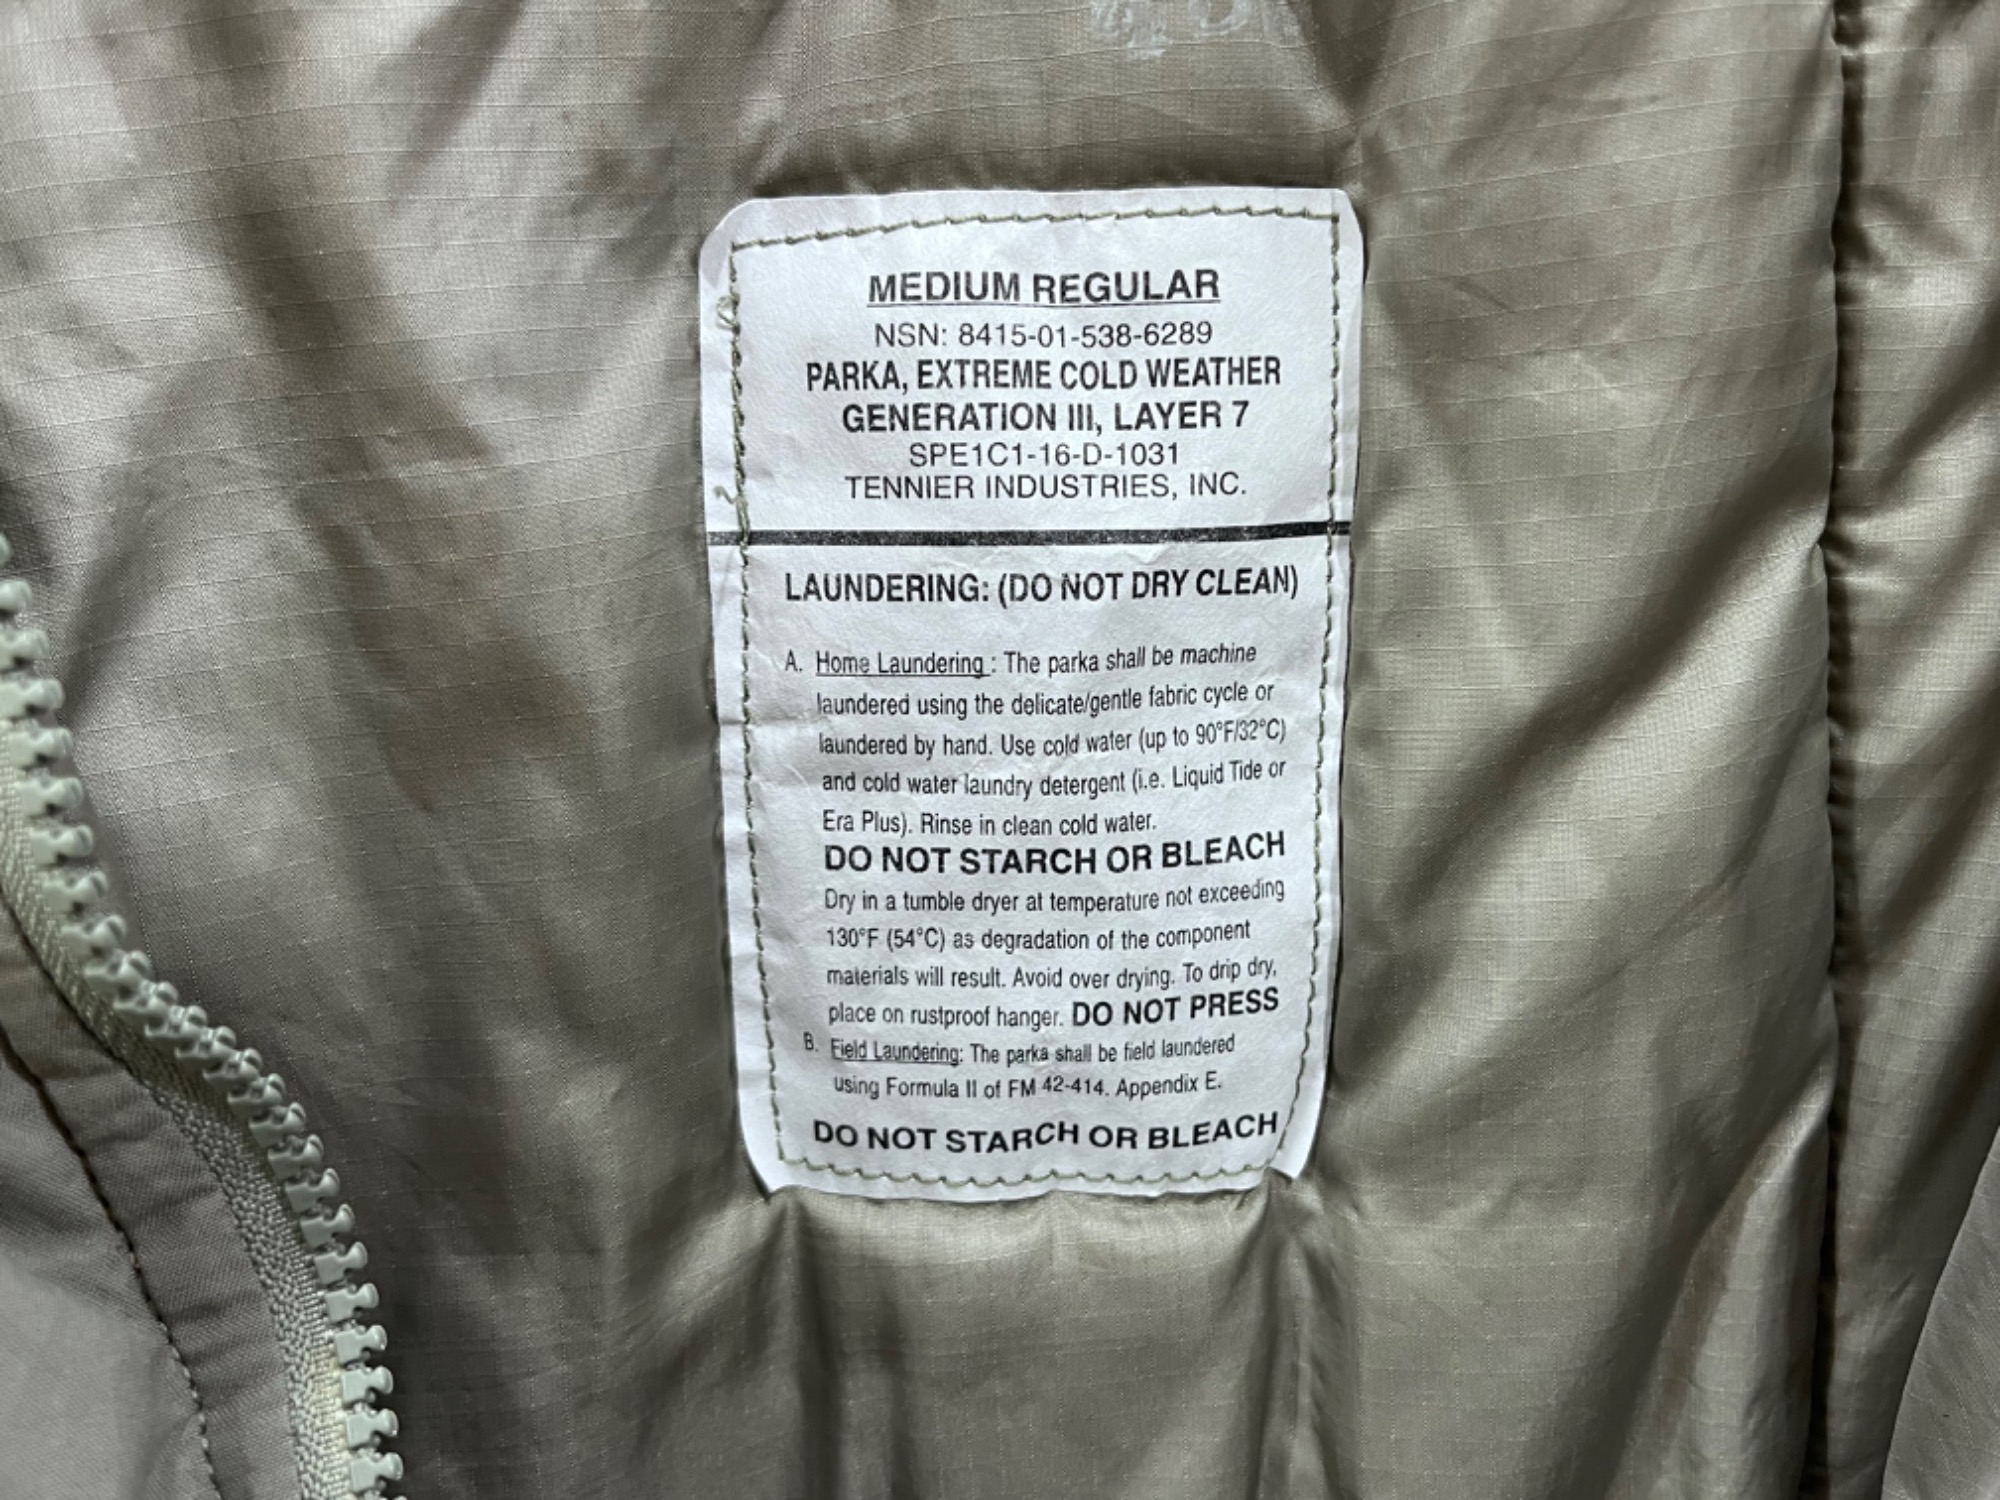 MEDIUM REGULAR
NSN: 8415-01-538-6289
PARKA, EXTREME COLD WEATHER
GENERATION III, LAYER 7
SPE1C1-16-D-1031
TENNIER INDUSTRIES, INC.
LAUNDERING: (DO NOT DRY CLEAN)
A. Home Laundering : The parka shall be machine
laundered using the delicate/gentle fabric cycle or
laundered by hand. Use cold water (up to 90°F/32°C)
and cold water laundry detergent (i.e. Liquid Tide or
Era Plus). Rinse in clean cold water.
DO NOT STARCH OR BLEACH
Dry in a tumble dryer at temperature not exceeding
130°F (54°C) as degradation of the component
materials will result. Avoid over drying. To drip dry,
place on rustproof hanger. DO NOT PRESS
B. Field Laundering: The parka shall be field laundered
using Formula II of FM 42-414. Appendix E.
DO NOT STARCH OR BLEACH